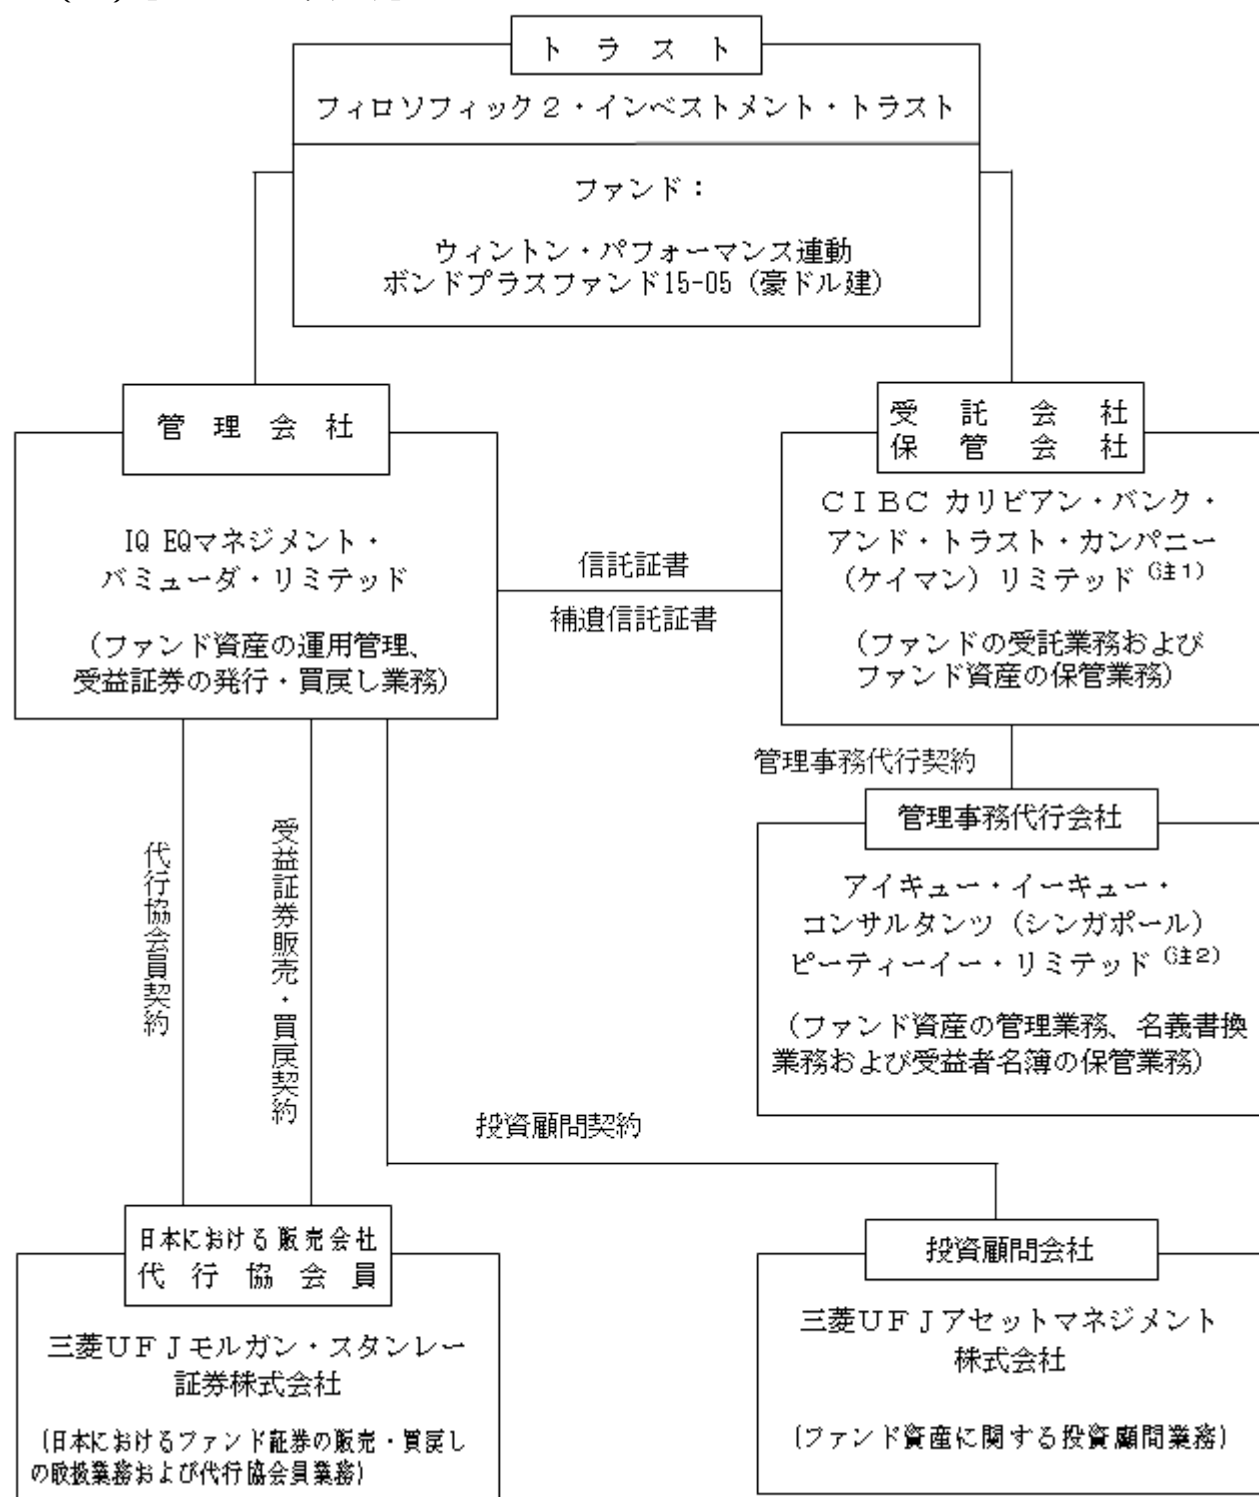 トラスト
フィロソフィック２・インベストメント・トラスト
ファンド：
ウィントン・パフォーマンス連動
ボンドプラスファンド15-05（豪ドル建）
管理会社
IQ EQマネジメント・
バミューダ・リミテッド
（ファンド資産の運用管理、
受益証券の発行・買戻し業務）
信託証書
補遺信託証書
受託会社
保管会社
ＣＩＢＣ カリビアン・バンク・
アンド・トラスト・カンパニー
（ケイマン）リミテッド（注１）
（ファンドの受託業務および
ファンド資産の保管業務）
管理事務代行契約
管理事務代行会社
アイキュー・イーキュー・
コンサルタンツ（シンガポール）
ピーティーイー・リミテッド（注２）
（ファンド資産の管理業務、名義書換
業務および受益者名簿の保管業務）
代行協会員契約
受益証券販売・買戻契約
投資顧問契約
日本における販売会社
代行協会員
三菱ＵＦＪモルガン・スタンレー
証券株式会社
（日本におけるファンド証券の販売・買戻し
の取扱業務および代行協会員業務）
投資顧問会社
三菱ＵＦＪアセットマネジメント
株式会社
（ファンド資産に関する投資顧問業務）